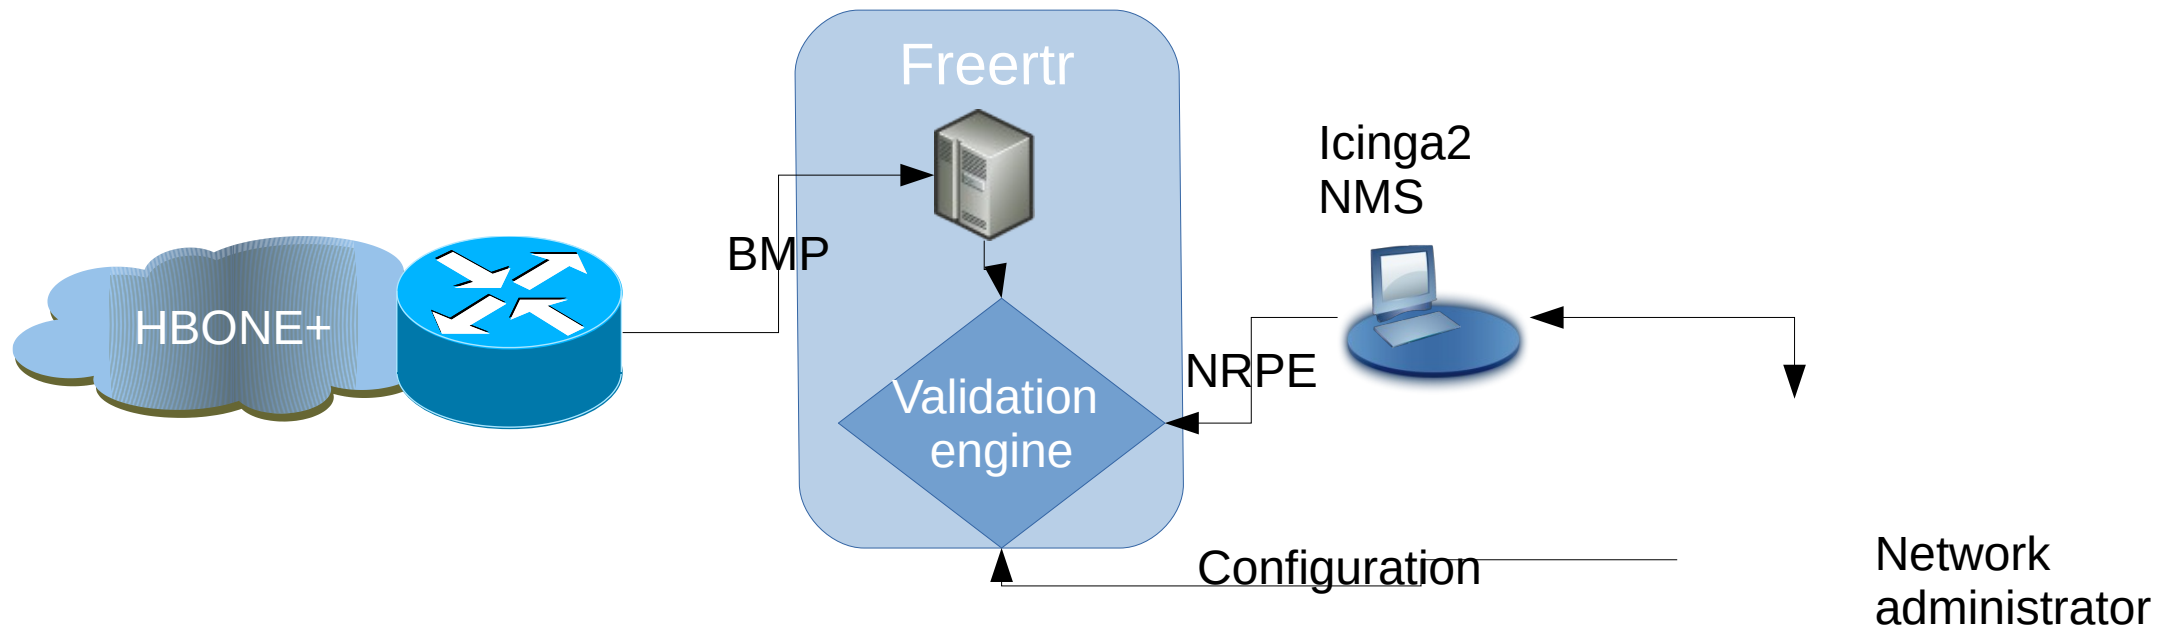 Freertr
Icinga2
NMS
BMP
HBONE+
NRPE
Validation
engine
Configuration
Network
administrator